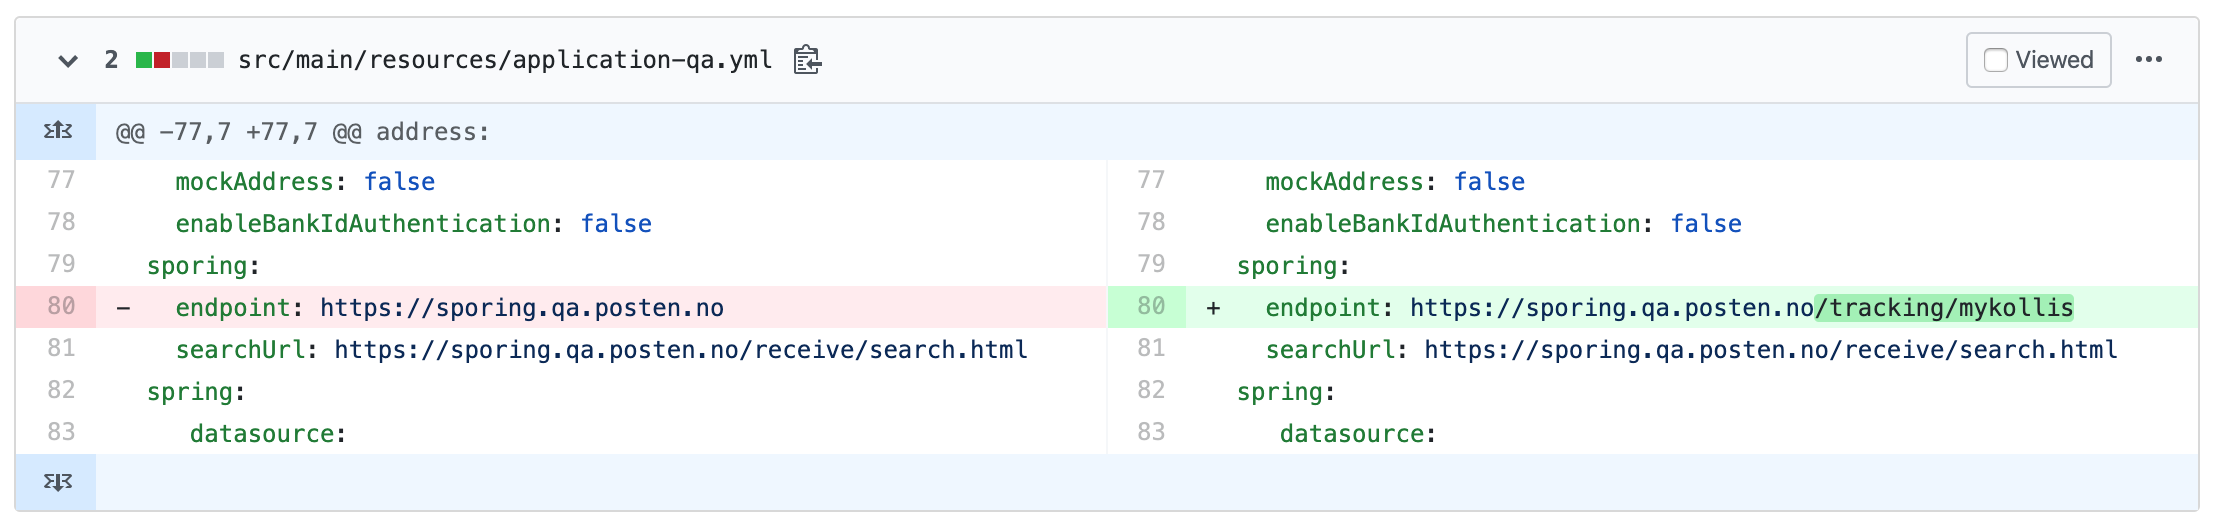 2 src/main/resources/application-qa.yml Viewed
@@ -77,7 +77,7 @@ address:
77 mockAddress: false
78 enableBankIdAuthentication: false
79 sporing:
80 - endpoint: https://sporing.qa.posten.no
81 searchUrl: https://sporing.qa.posten.no/receive/search.html
82 spring:
83 datasource:
77 mockAddress: false
78 enableBankIdAuthentication: false
79 sporing:
80 + endpoint: https://sporing.qa.posten.no/tracking/mykollis
81 searchUrl: https://sporing.qa.posten.no/receive/search.html
82 spring:
83 datasource: